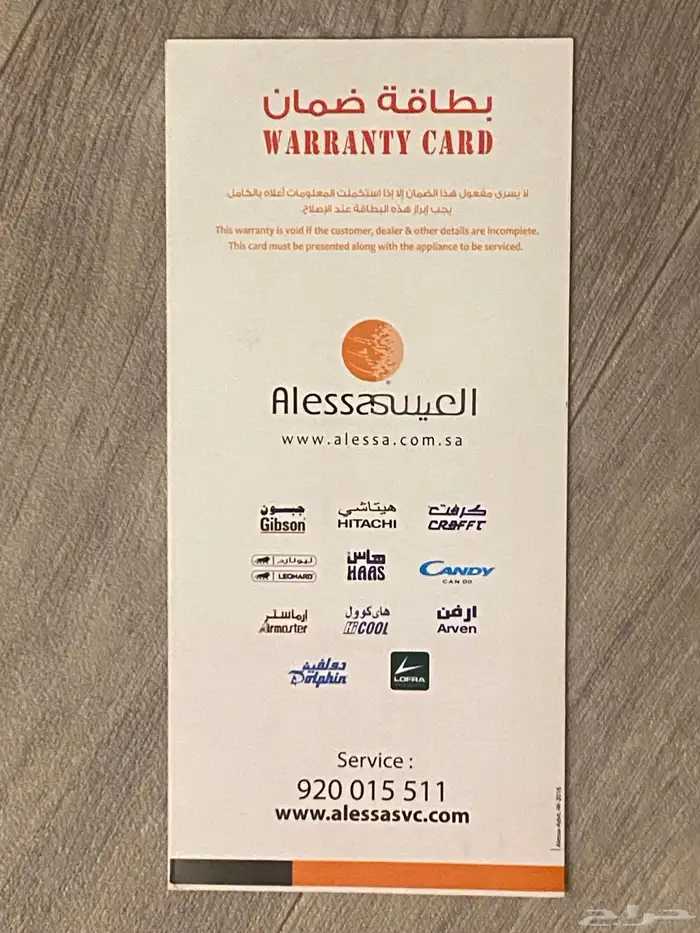 بطاقة ضمان
WARRANTY CARD
لا يسرى مفعول هذا الضمان إلا إذا استكملت المعلومات أعلاه بالكامل.
يجب إبراز هذه البطاقة عند الإصلاح.
This warranty is void if the customer, dealer & other details are incomplete.
This card must be presented along with the appliance to be serviced.
Alessa العيسى
www.alessa.com.sa
جبسون هيتاشي كرفت
Gibson HITACHI CRAFFT
ليونارد هاس CANDY
LEONARD HAAS CAN DO
ايرماستر هاي كوول ارفن
Airmaster HiCOOL Arven
دولفين
Dolphin LOFRA
Service :
920 015 511
www.alessasvc.com
حراج